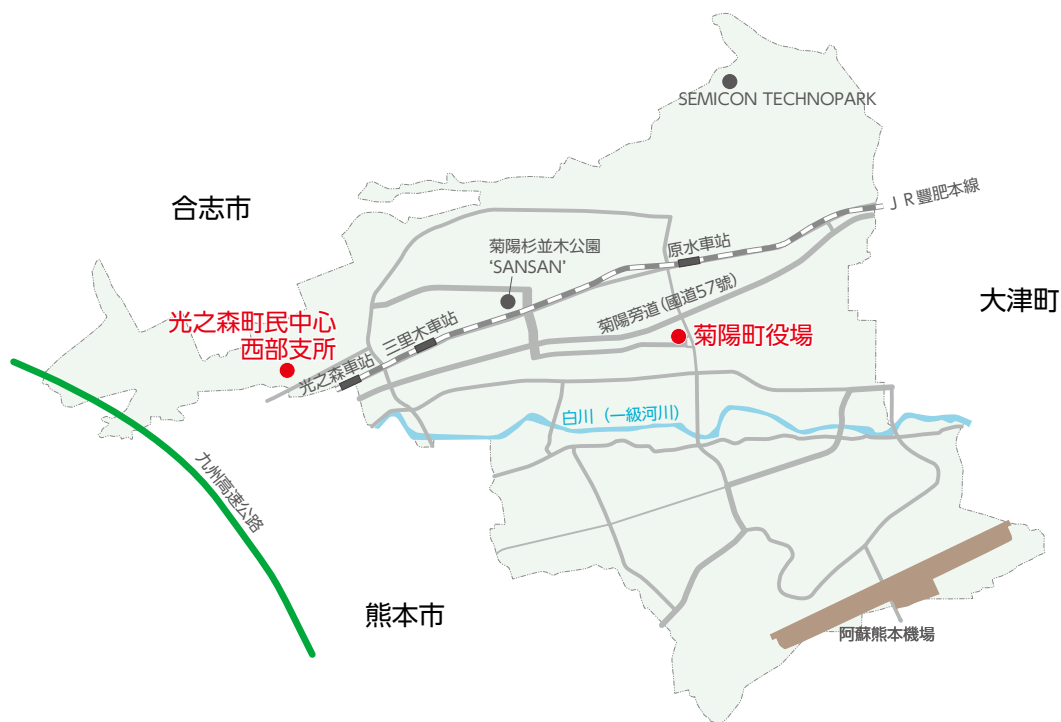 SEMICON TECHNOPARK
ＪＲ豐肥本線
合志市
菊陽杉並木公園
‘SANSAN’
原水車站
大津町
菊陽旁道(國道57號)
光之森町民中心
西部支所
三里木車站
菊陽町役場
光之森車站
白川（一級河川）
九州高速公路
熊本市
阿蘇熊本機場